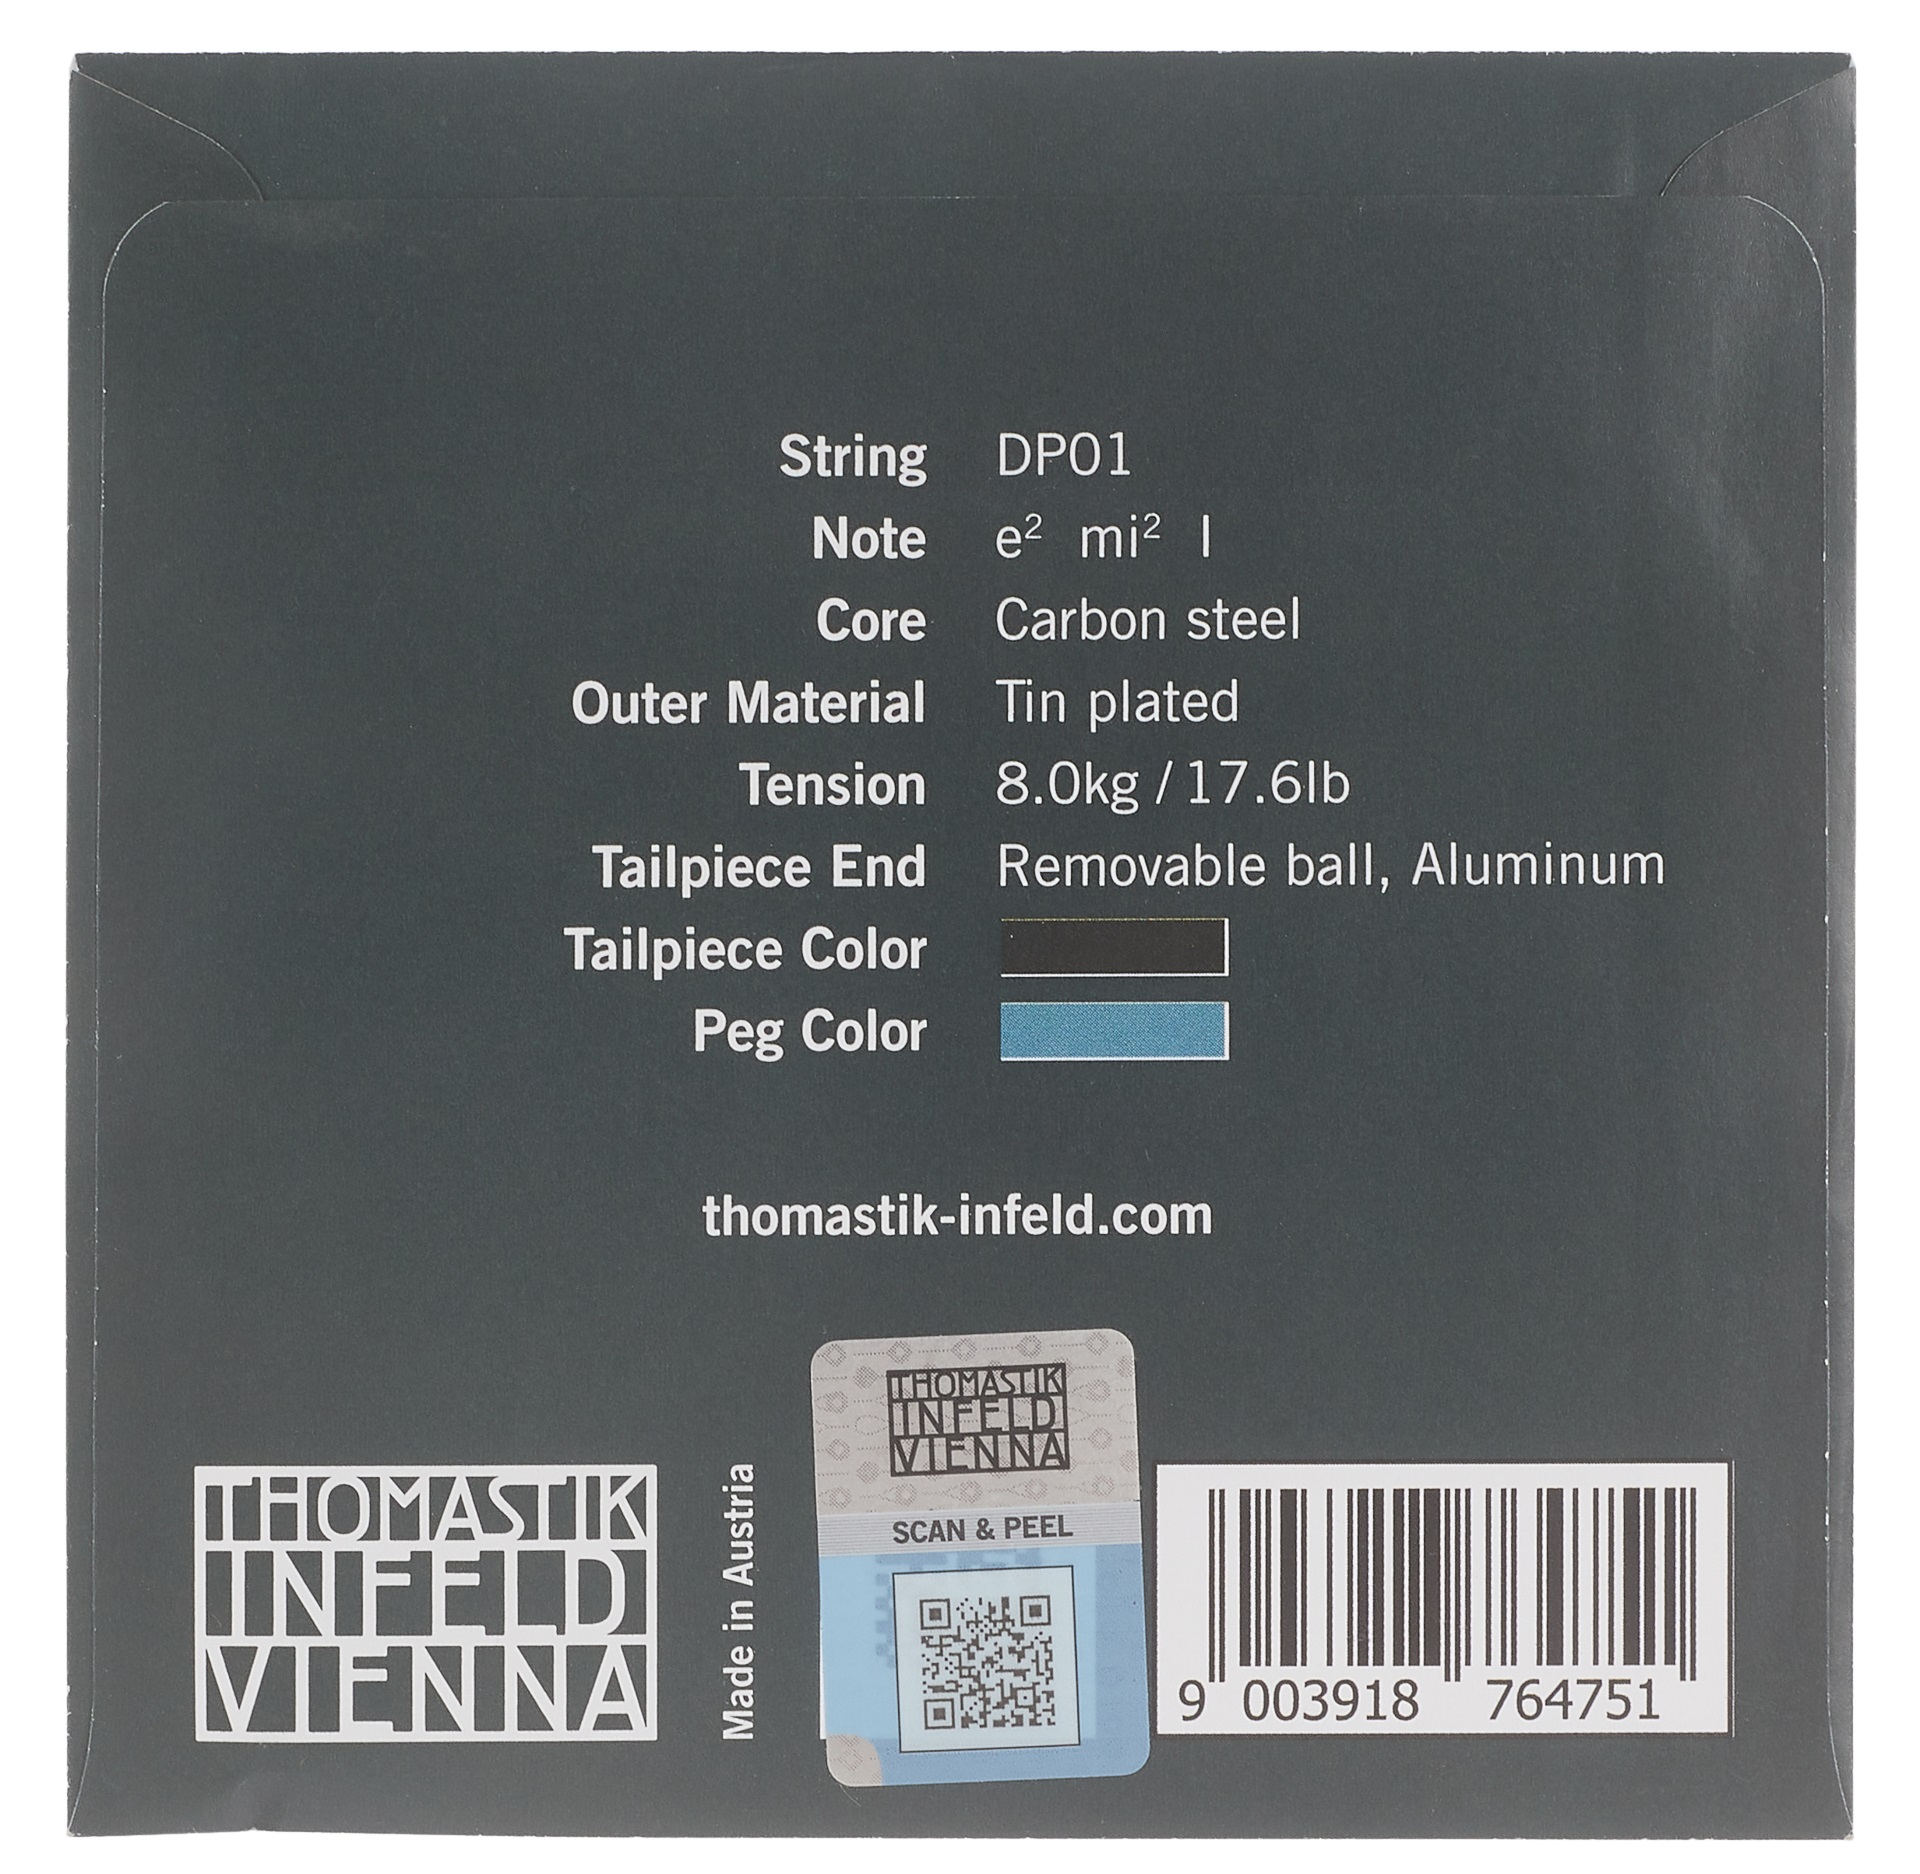 String DP01
Note e² mi² I
Core Carbon steel
Outer Material Tin plated
Tension 8.0kg / 17.6lb
Tailpiece End Removable ball, Aluminum
Tailpiece Color
Peg Color
thomastik-infeld.com
THOMASTIK
INFELD
VIENNA
Made in Austria
THOMASTIK
INFELD
VIENNA
SCAN & PEEL
9 003918 764751